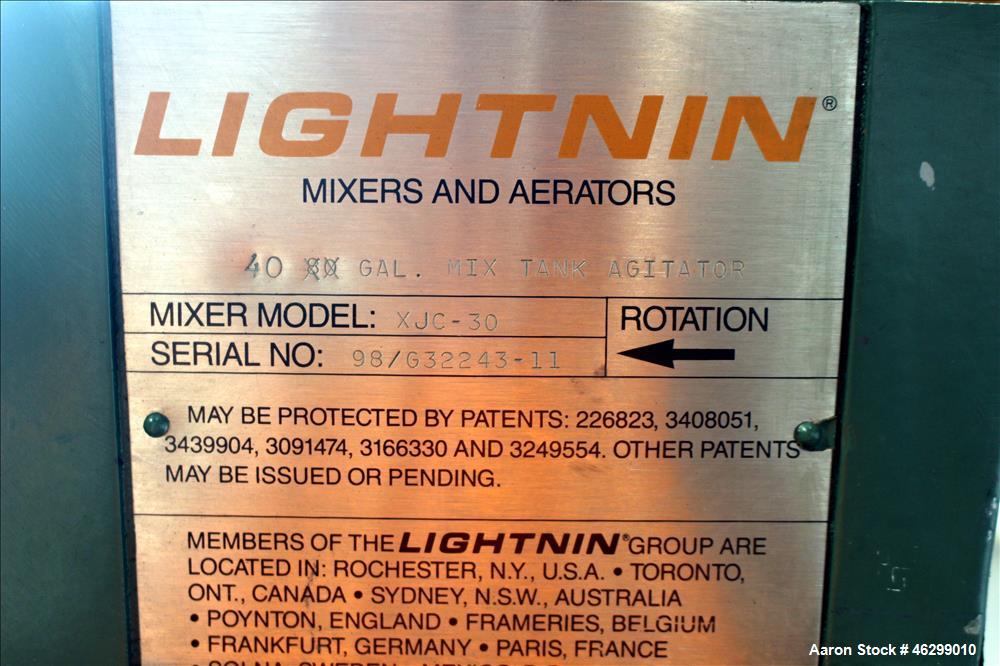 LIGHTNIN®
MIXERS AND AERATORS
40 80 GAL. MIX TANK AGITATOR
MIXER MODEL: XJC-30
ROTATION
SERIAL NO: 98/G32243-11
MAY BE PROTECTED BY PATENTS: 226823, 3408051,
3439904, 3091474, 3166330 AND 3249554. OTHER PATENTS
MAY BE ISSUED OR PENDING.
MEMBERS OF THE LIGHTNIN® GROUP ARE
LOCATED IN: ROCHESTER, N.Y., U.S.A. • TORONTO,
ONT., CANADA • SYDNEY, N.S.W., AUSTRALIA
• POYNTON, ENGLAND • FRAMERIES, BELGIUM
• FRANKFURT, GERMANY • PARIS, FRANCE
G
Aaron Stock # 46299010